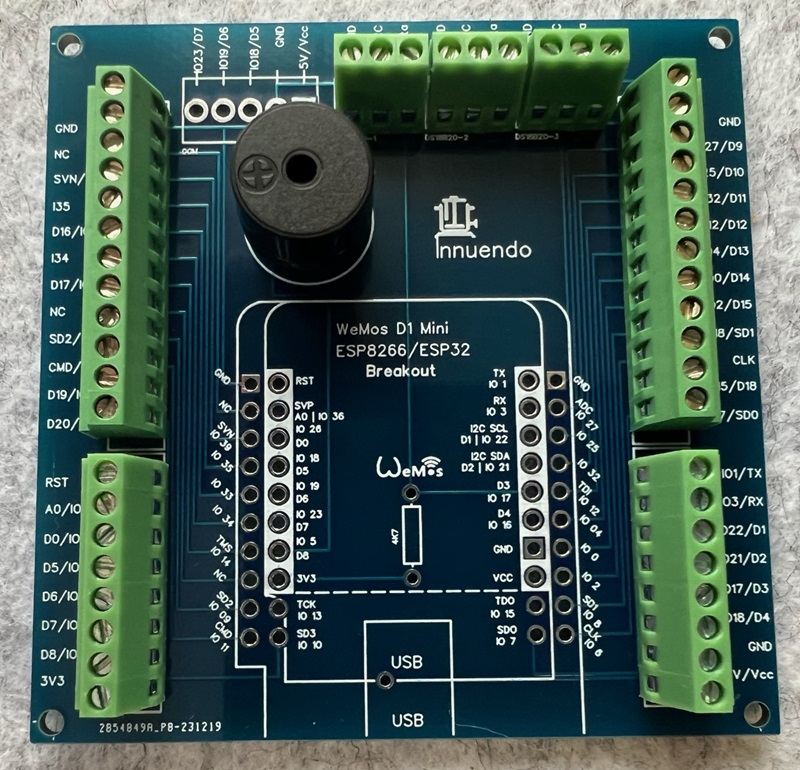 IO23/D7
IO19/D6
IO18/D5
GND
5V/Vcc
COM
DS18B20-2
DS18B20-3
Innuendo
GND
NC
SVN/
I35
D16/I
I34
D17/I
NC
SD2/
CMD/
D19/I
D20/
RST
A0/IO
D0/IO
D5/IO
D6/IO
D7/IO
D8/IO
3V3
GND
27/D9
5/D10
32/D11
2/D12
4/D13
0/D14
2/D15
8/SD1
CLK
5/D18
7/SD0
IO1/TX
O3/RX
D22/D1
D21/D2
D17/D3
D18/D4
GND
V/Vcc
WeMos D1 Mini
ESP8266/ESP32
Breakout
GND
NC
SVN
IO 39
IO 35
IO 33
IO 34
TMS
IO 14
NC
SD2
IO 09
CMD
IO 11
RST
SVP
A0 | IO 36
IO 26
D0
IO 18
D5
IO 19
D6
IO 23
D7
IO 5
D8
3V3
TCK
IO 13
SD3
IO 10
WeMos
4K7
TX
IO 1
RX
IO 3
I2C SCL
D1 | IO 22
I2C SDA
D2 | IO 21
D3
IO 17
D4
IO 16
GND
VCC
TDO
IO 15
SD0
IO 7
GND
ADC
IO 27
IO 25
IO 32
TDI
IO 12
IO 04
IO 0
IO 2
SD1
IO 8
CLK
IO 6
USB
USB
2854849A_P8-231219